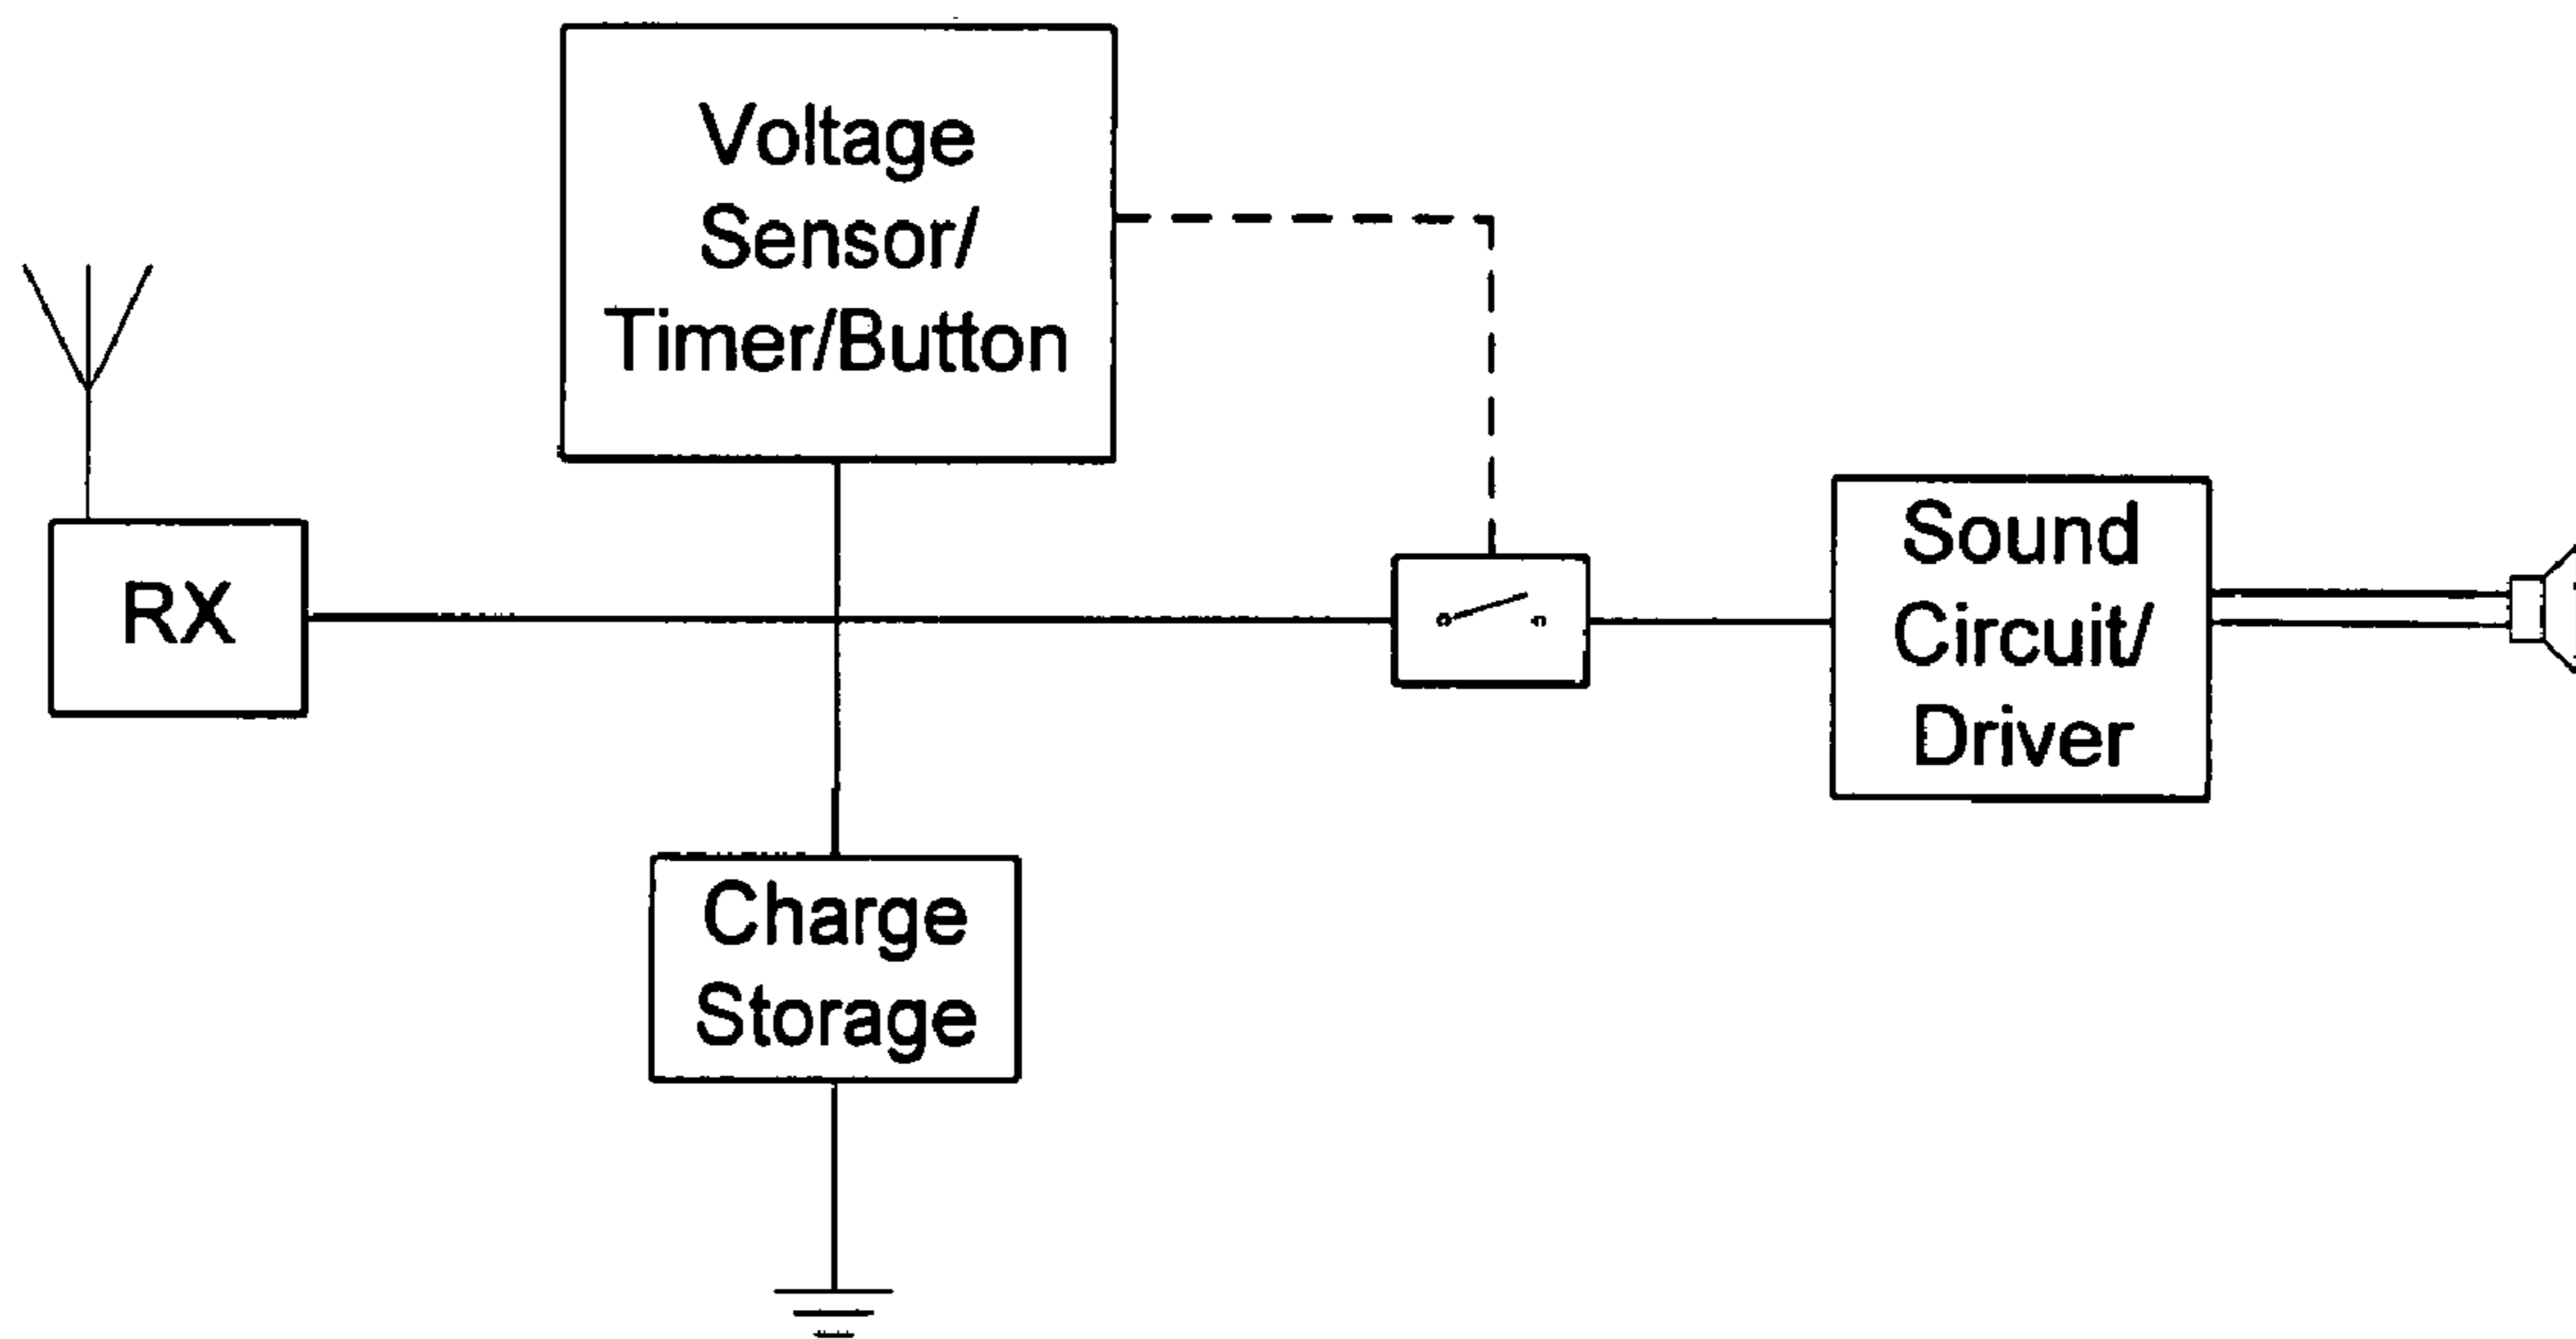 Voltage
Sensor/
Timer/Button
RX
Sound
Circuit/
Driver
Charge
Storage